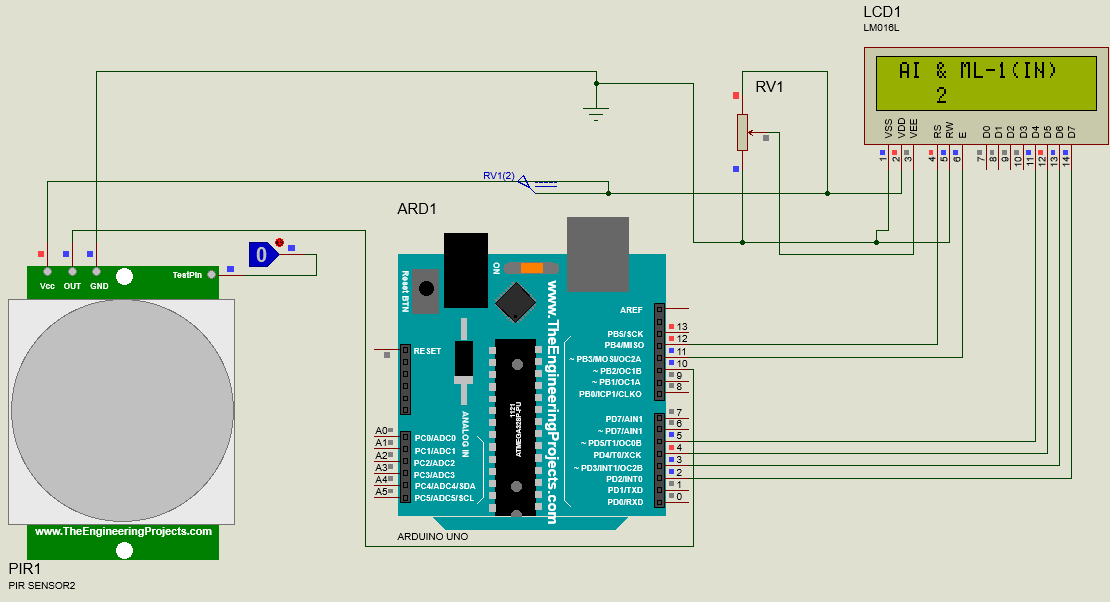 LCD1
LM016L
AI & ML-1(IN)
2
VSS
VDD
VEE
RS
RW
E
D0
D1
D2
D3
D4
D5
D6
D7
1
2
3
4
5
6
7
8
9
10
11
12
13
14
RV1
RV1(2)
ARD1
0
Vcc OUT GND
TestPin
www.TheEngineeringProjects.com
PIR1
PIR SENSOR2
Reset BTN
ON
www.TheEngineeringProjects.com
1121
ATMEGA328P-PU
ANALOG IN
RESET
A0 PC0/ADC0
A1 PC1/ADC1
A2 PC2/ADC2
A3 PC3/ADC3
A4 PC4/ADC4/SDA
A5 PC5/ADC5/SCL
AREF
PB5/SCK 13
PB4/MISO 12
~ PB3/MOSI/OC2A 11
~ PB2/OC1B 10
~ PB1/OC1A 9
PB0/ICP1/CLKO 8
PD7/AIN1 7
~ PD7/AIN1 6
~ PD5/T1/OC0B 5
PD4/T0/XCK 4
~ PD3/INT1/OC2B 3
PD2/INT0 2
PD1/TXD 1
PD0/RXD 0
ARDUINO UNO